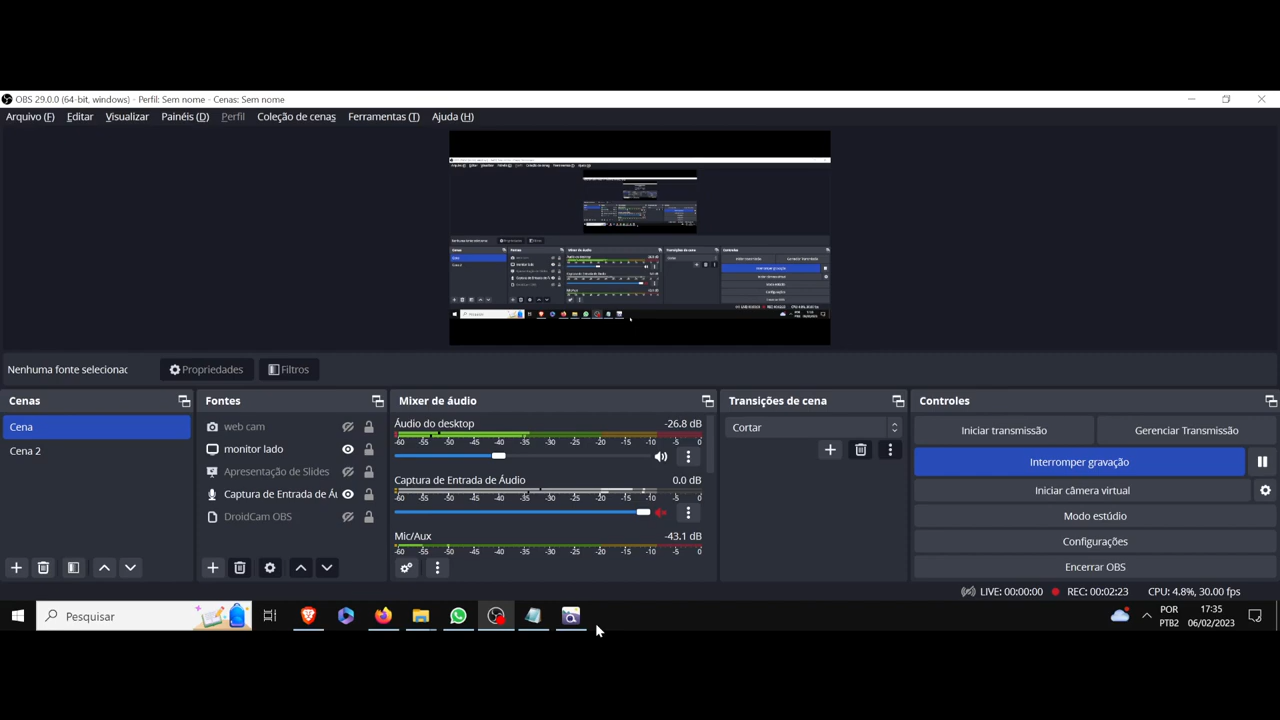 OBS 29.0.0 (64-bit, windows) - Perfil: Sem nome - Cenas: Sem nome
Arquivo (F) Editar Visualizar Painéis (D) Perfil Coleção de cenas Ferramentas (T) Ajuda (H)
Nenhuma fonte selecionac Propriedades Filtros
Cenas
Cena
Cena 2
Fontes
web cam
monitor lado
Apresentação de Slides
Captura de Entrada de Áu
DroidCam OBS
Mixer de áudio
Áudio do desktop -26.8 dB
-60 -55 -50 -45 -40 -35 -30 -25 -20 -15 -10 -5 0
Captura de Entrada de Áudio 0.0 dB
-60 -55 -50 -45 -40 -35 -30 -25 -20 -15 -10 -5 0
Mic/Aux -43.1 dB
-60 -55 -50 -45 -40 -35 -30 -25 -20 -15 -10 -5 0
Transições de cena
Cortar
Controles
Iniciar transmissão Gerenciar Transmissão
Interromper gravação
Iniciar câmera virtual
Modo estúdio
Configurações
Encerrar OBS
LIVE: 00:00:00 REC: 00:02:23 CPU: 4.8%, 30.00 fps
Pesquisar
POR 17:35
PTB2 06/02/2023